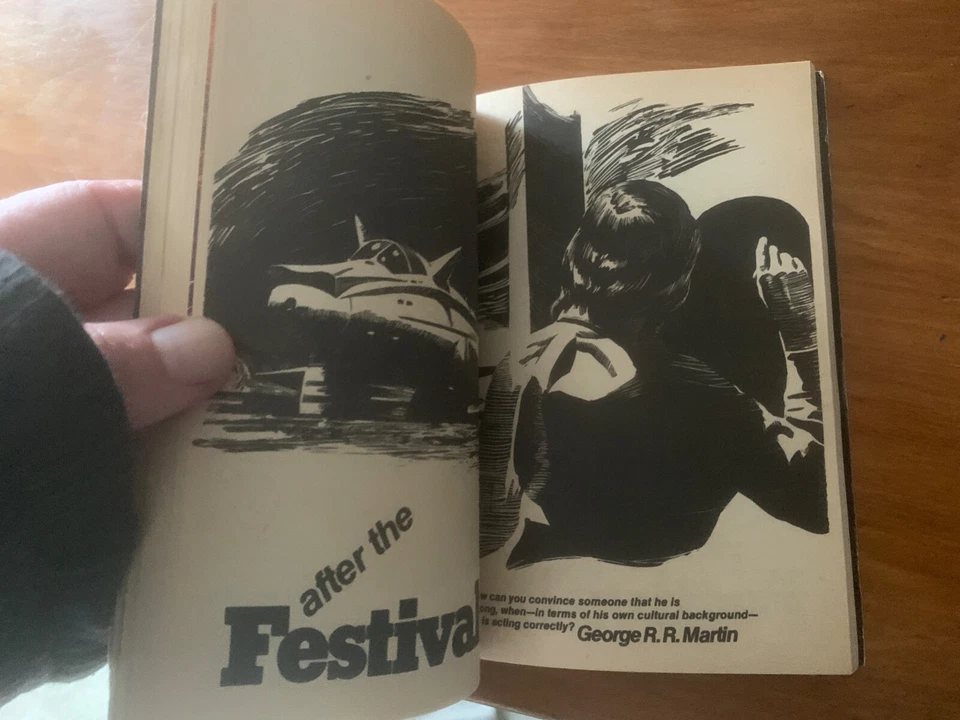 after the
Festiva
can you convince someone that he is
when—in terms of his own cultural background—
is acting correctly? George R. R. Martin